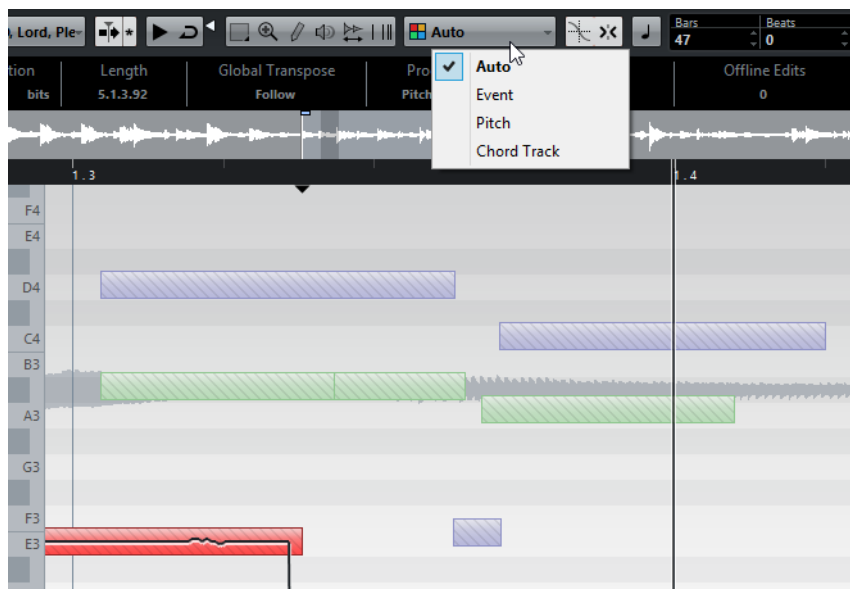 , Lord, Ple
*
Auto
Bars
Beats
47
0
tion
Length
Global Transpose
Pro
Offline Edits
bits
5.1.3.92
Follow
Pitch
0
Auto
Event
Pitch
Chord Track
1.3
1.4
F4
E4
D4
C4
B3
A3
G3
F3
E3